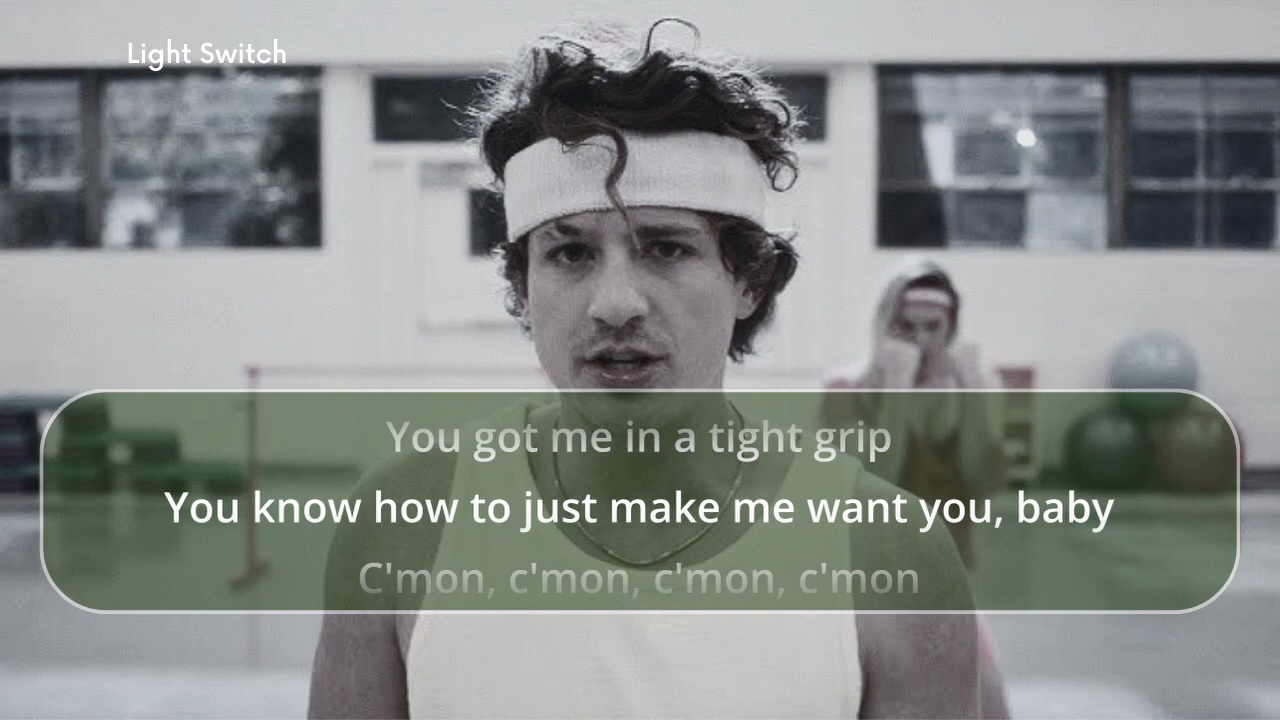 Light Switch
You got me in a tight grip
You know how to just make me want you, baby
C'mon, c'mon, c'mon, c'mon